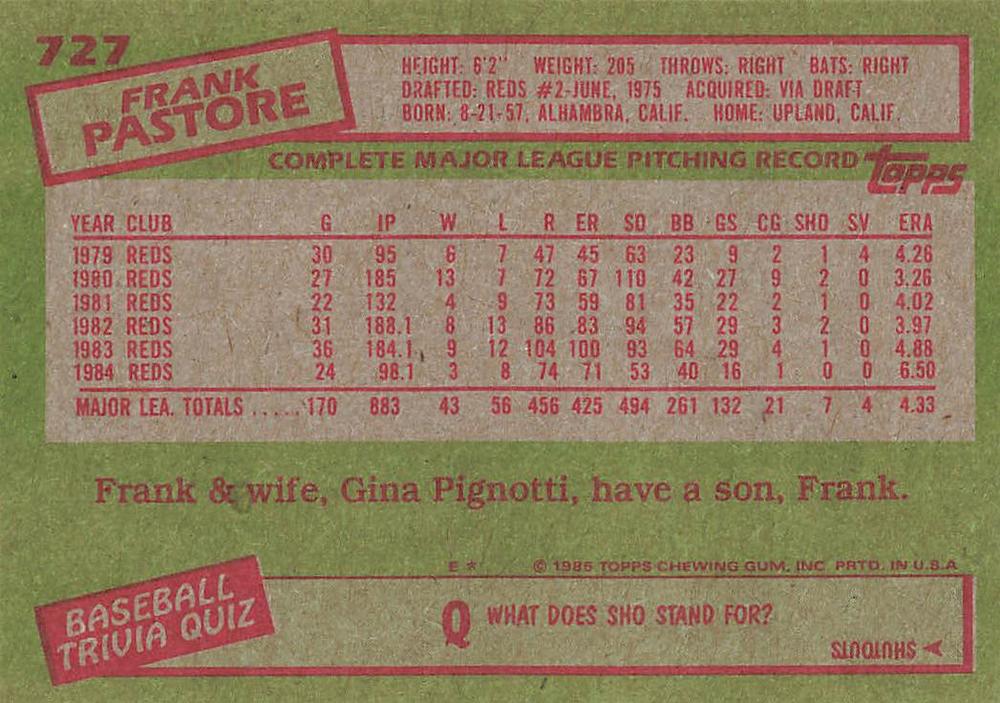 727
FRANK
PASTORE
HEIGHT: 6'2" WEIGHT: 205 THROWS: RIGHT BATS: RIGHT
DRAFTED: REDS #2-JUNE, 1975 ACQUIRED: VIA DRAFT
BORN: 8-21-57, ALHAMBRA, CALIF. HOME: UPLAND, CALIF.
COMPLETE MAJOR LEAGUE PITCHING RECORD topps
YEAR CLUB G IP W L R ER SO BB GS CG SHO SV ERA
1979 REDS 30 95 6 7 47 45 63 23 9 2 1 4 4.26
1980 REDS 27 185 13 7 72 67 110 42 27 9 2 0 3.26
1981 REDS 22 132 4 9 73 59 81 35 22 2 1 0 4.02
1982 REDS 31 188.1 8 13 86 83 94 57 29 3 2 0 3.97
1983 REDS 36 184.1 9 12 104 100 93 64 29 4 1 0 4.88
1984 REDS 24 98.1 3 8 74 71 53 40 16 1 0 0 6.50
MAJOR LEA. TOTALS ..... 170 883 43 56 456 425 494 261 132 21 7 4 4.33
Frank & wife, Gina Pignotti, have a son, Frank.
E * © 1985 TOPPS CHEWING GUM, INC. PRTD. IN U.S.A.
BASEBALL
TRIVIA QUIZ
Q WHAT DOES SHO STAND FOR?
A SHUTOUTS